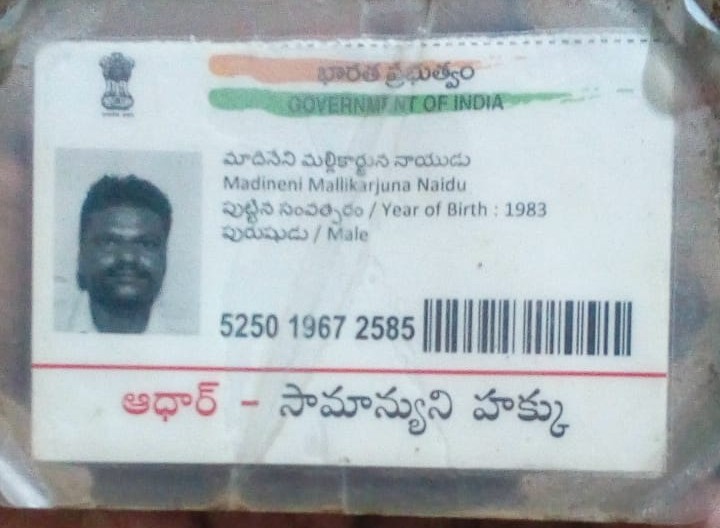 భారత ప్రభుత్వం
GOVERNMENT OF INDIA
మాదినేని మల్లికార్జున నాయుడు
Madineni Mallikarjuna Naidu
పుట్టిన సంవత్సరం / Year of Birth : 1983
పురుషుడు / Male
5250 1967 2585
ఆధార్ - సామాన్యుని హక్కు